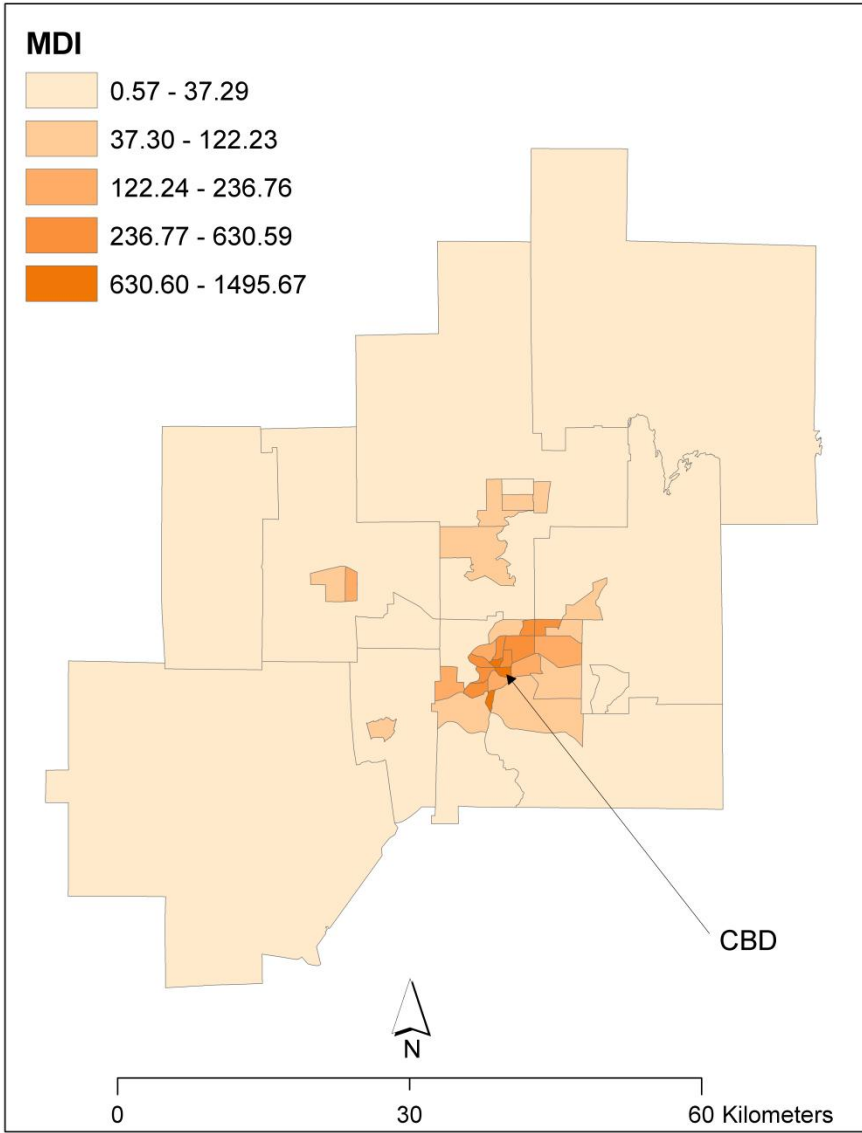 MDI
0.57 - 37.29
37.30 - 122.23
122.24 - 236.76
236.77 - 630.59
630.60 - 1495.67
CBD
N
0 30 60 Kilometers